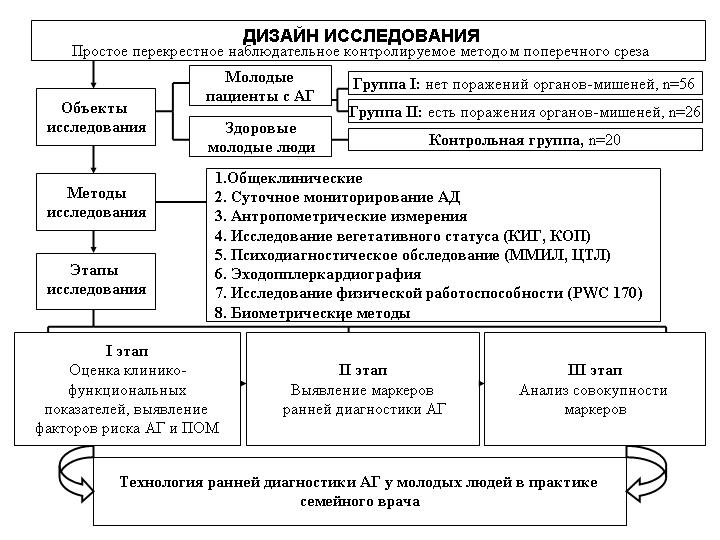 ДИЗАЙН ИССЛЕДОВАНИЯ
Простое перекрестное наблюдательное контролируемое методом поперечного среза
Объекты
исследования
Молодые
пациенты с АГ
Группа I: нет поражений органов-мишеней, n=56
Группа II: есть поражения органов-мишеней, n=26
Здоровые
молодые люди
Контрольная группа, n=20
Методы
исследования
1.Общеклинические
2. Суточное мониторирование АД
3. Антропометрические измерения
4. Исследование вегетативного статуса (КИГ, КОП)
5. Психодиагностическое обследование (ММИЛ, ЦТЛ)
6. Эходопплеркардиография
7. Исследование физической работоспособности (PWC 170)
8. Биометрические методы
Этапы
исследования
I этап
Оценка клинико-
функциональных
показателей, выявление
факторов риска АГ и ПОМ
II этап
Выявление маркеров
ранней диагностики АГ
III этап
Анализ совокупности
маркеров
Технология ранней диагностики АГ у молодых людей в практике
семейного врача